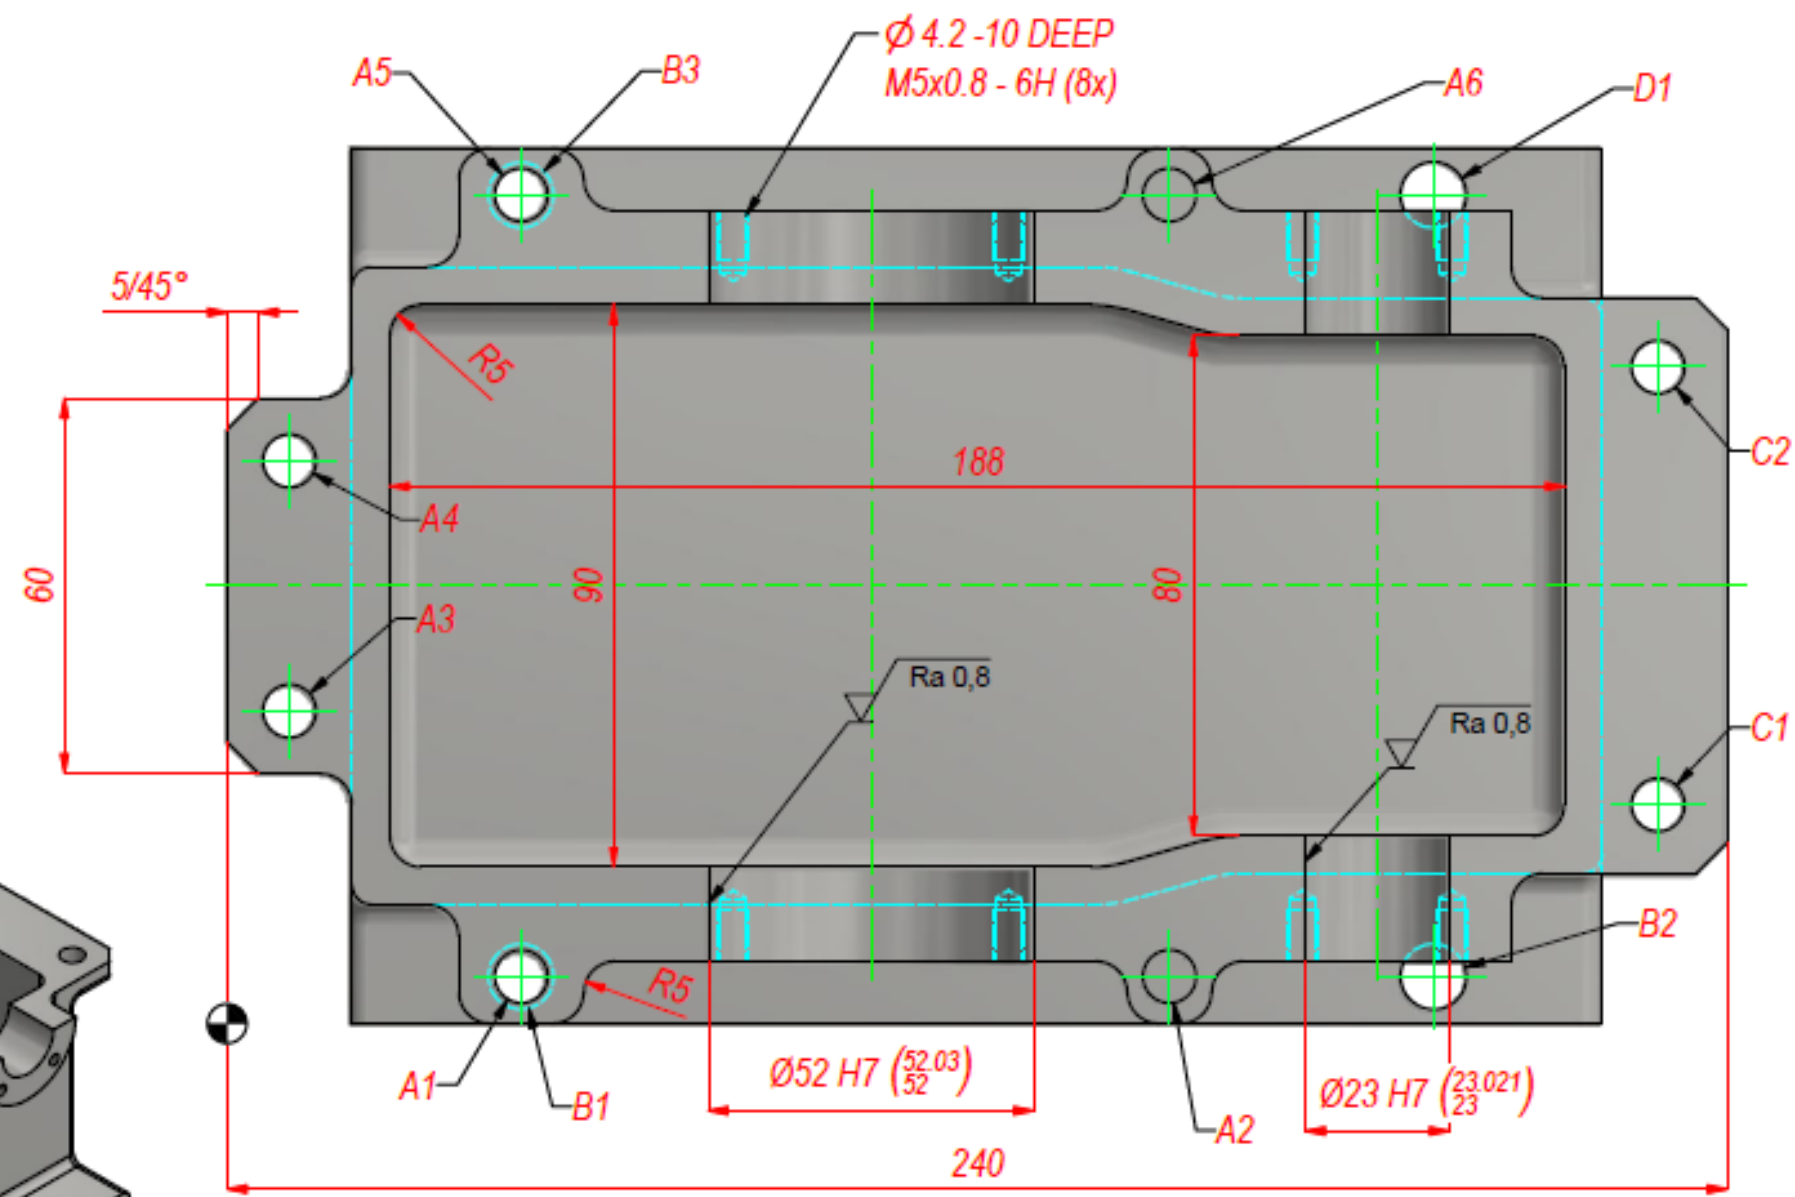 Ø 4.2 -10 DEEP
M5x0.8 - 6H (8x)
A5
B3
A6
D1
5/45°
R5
C2
188
A4
60
90
80
A3
Ra 0,8
Ra 0,8
C1
B2
R5
A1
B1
Ø52 H7 (52.03
52)
Ø23 H7 (23.021
23)
A2
240